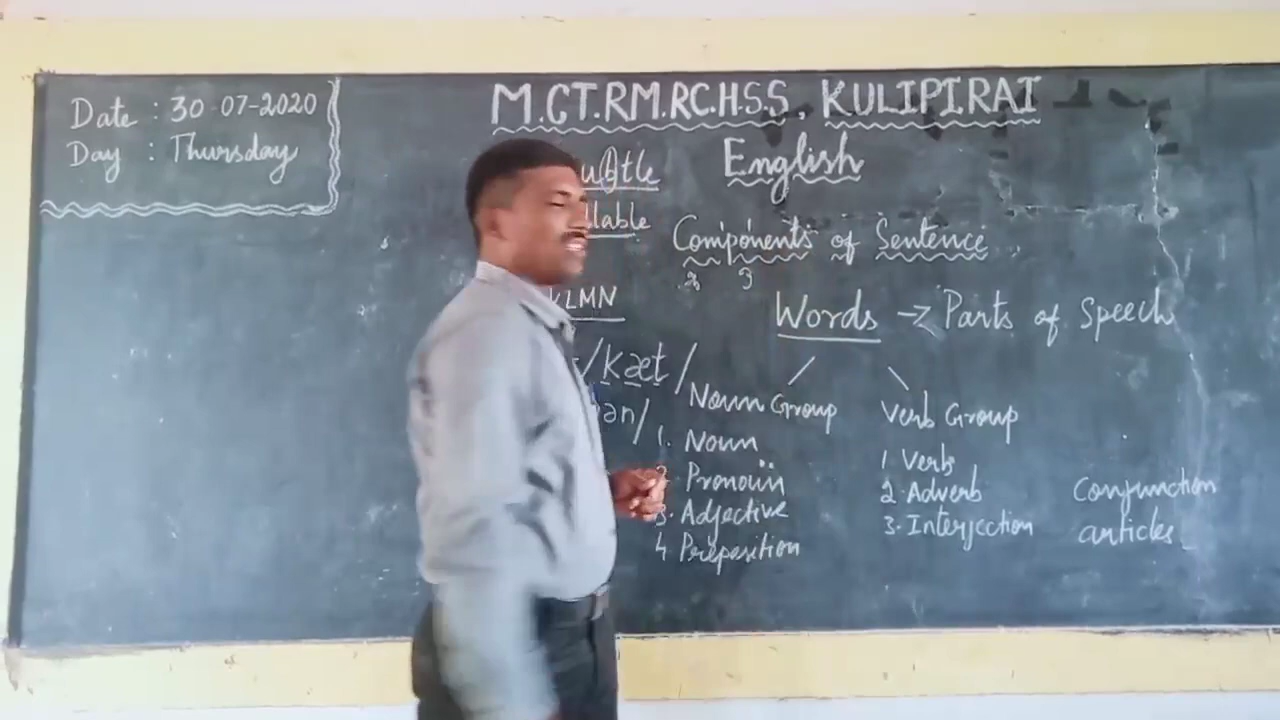 Date : 30-07-2020
Day : Thursday
M.CT.RM.RC.H.S.S, KULIPIRAI
English
Components of Sentence
2 3
KLMN
Words → Parts of Speech
/kæt/
ən/
Noun Group
1. Noun
2. Pronoun
3. Adjective
4 Preposition
Verb Group
1 Verb
2. Adverb
3. Interjection
Conjunction
articles